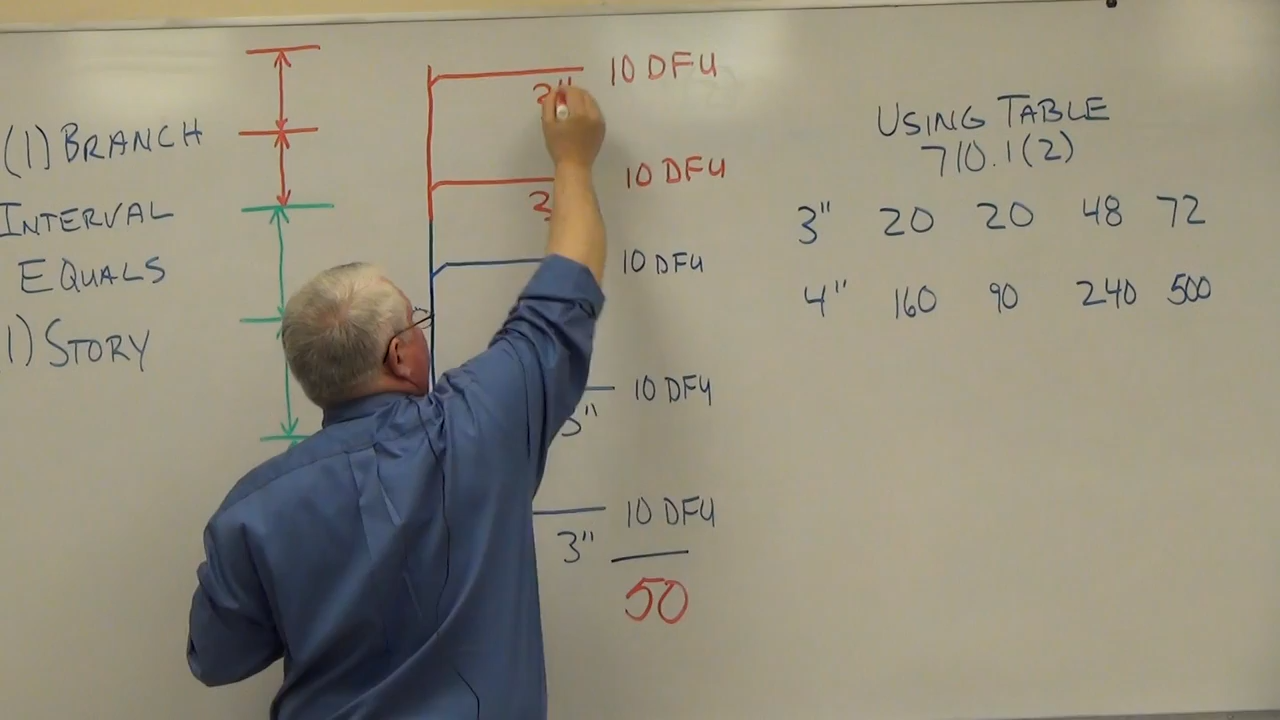 (1) BRANCH
INTERVAL
EQUALS
1) STORY
10 DFU
3"
10 DFU
3
10 DFU
10 DFU
3"
10 DFU
3"
50
USING TABLE
710.1(2)
3" 20 20 48 72
4" 160 90 240 500